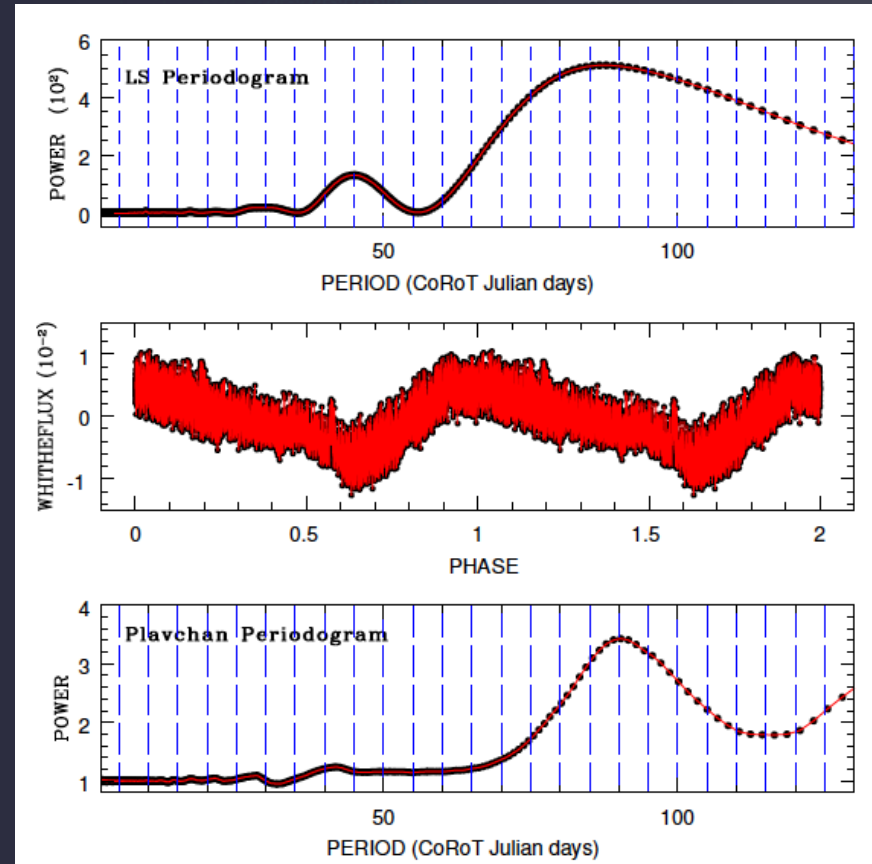 6
LS Periodogram
POWER (10²)
4
2
0
50
100
PERIOD (CoRoT Julian days)
WHITHEFLUX (10⁻²)
1
0
-1
0
0.5
1
1.5
2
PHASE
4
Plavchan Periodogram
POWER
3
2
1
50
100
PERIOD (CoRoT Julian days)